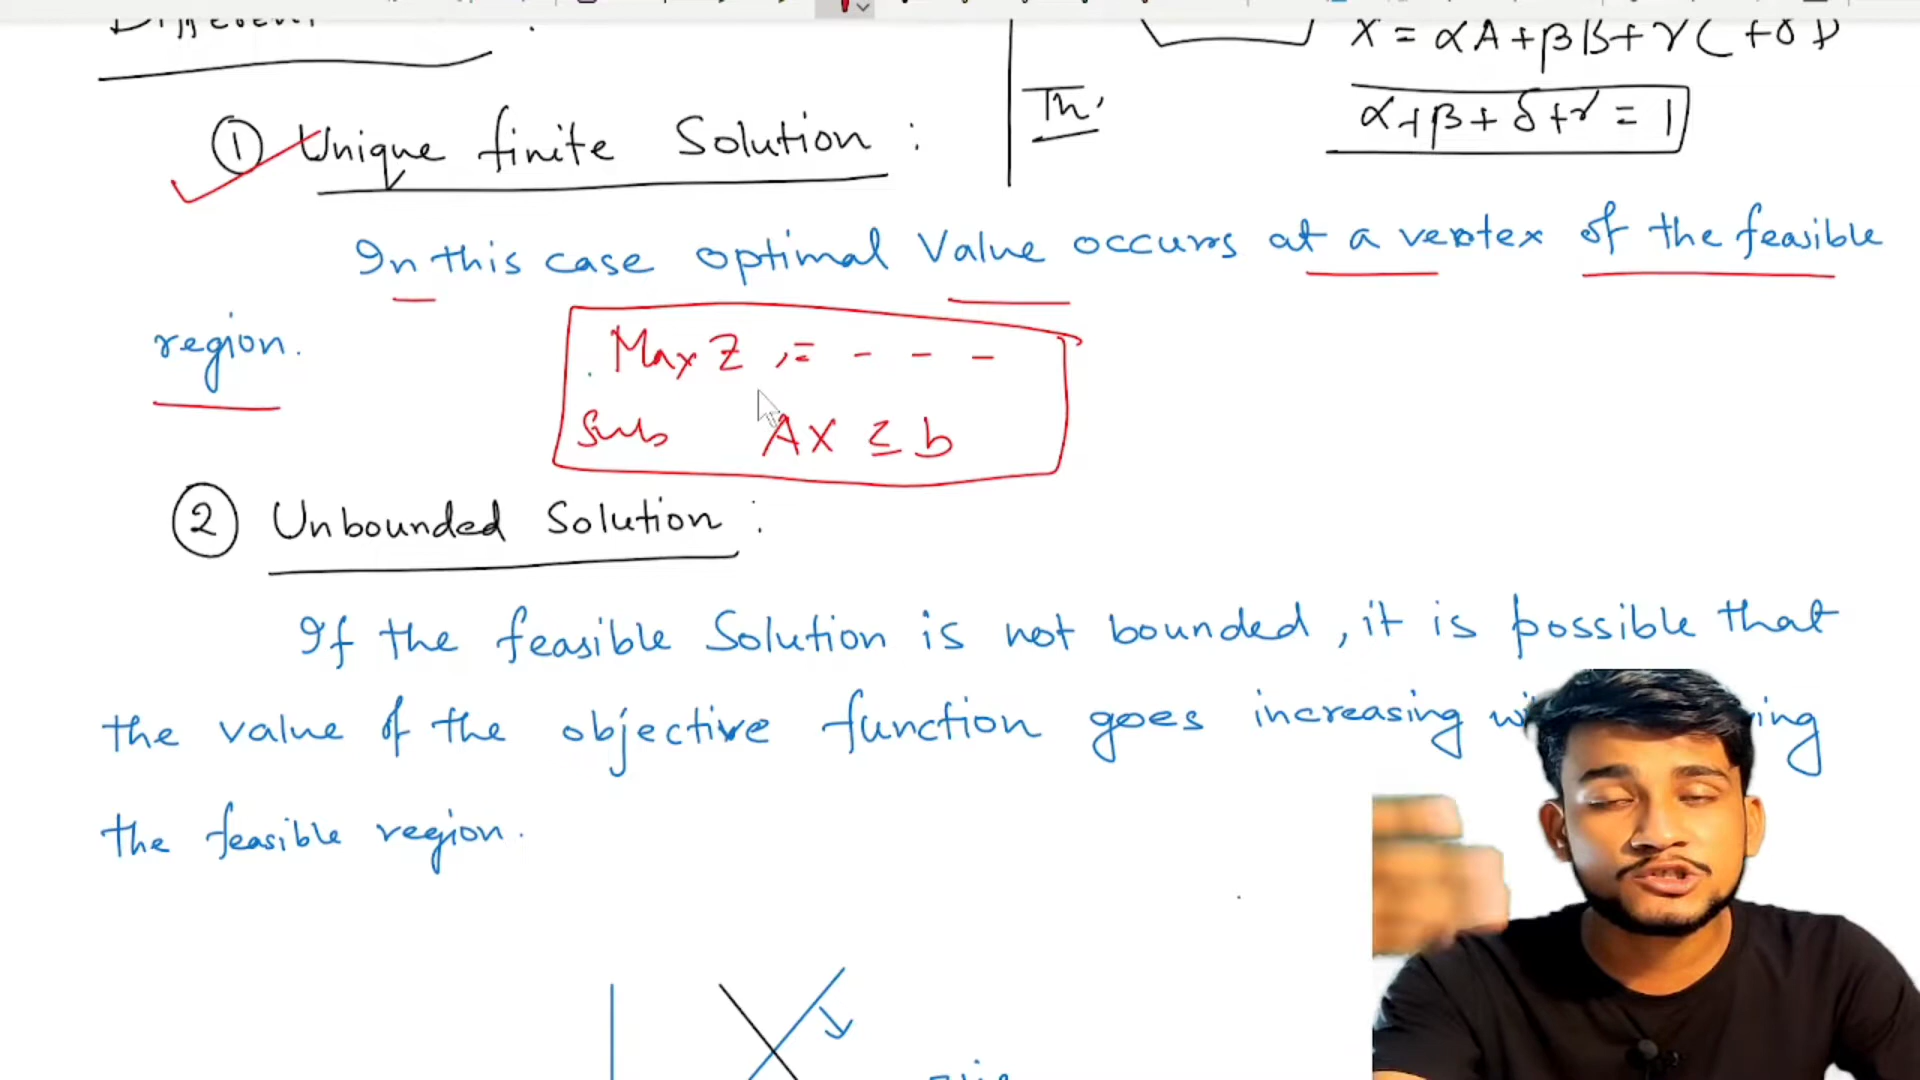 X = αA + βB + γC + δD
① Unique finite Solution :
Th.
α + β + δ + γ = 1
In this case optimal Value occurs at a vertex of the feasible
region.
Max Z = - - -
Sub AX ≤ b
② Unbounded Solution :
If the feasible Solution is not bounded, it is possible that
the value of the objective function goes increasing
the feasible region.